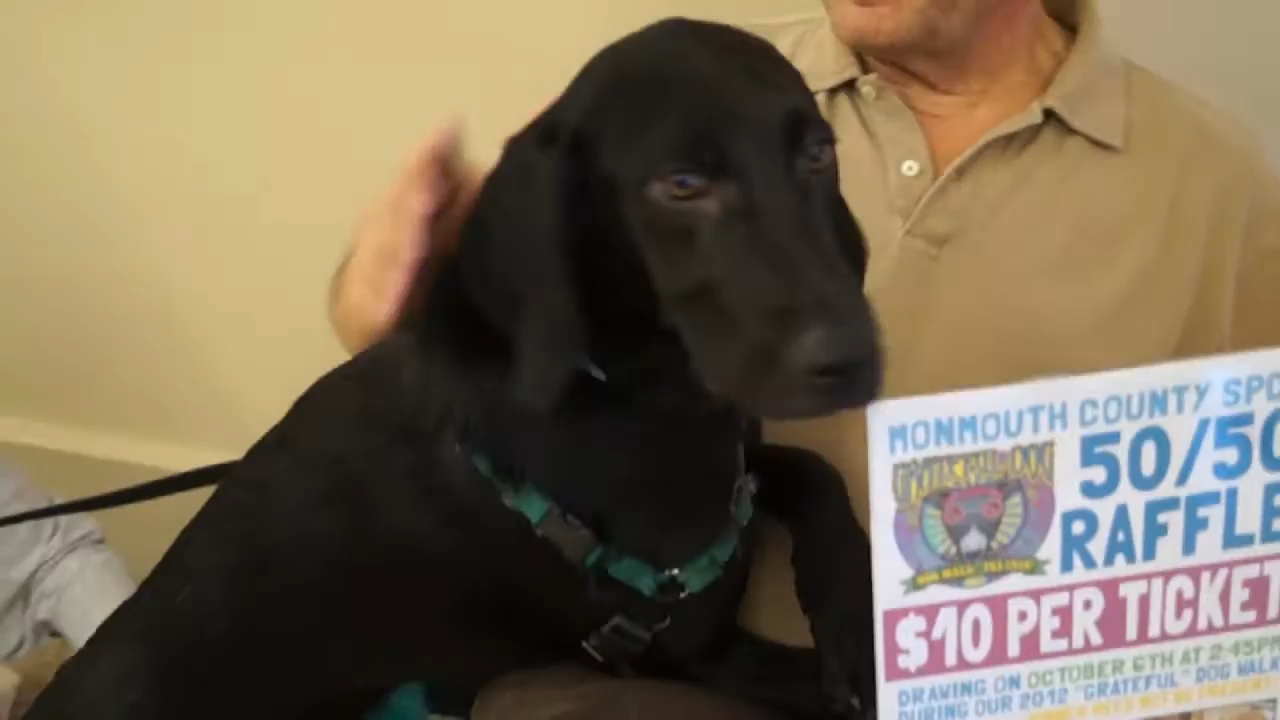 MONMOUTH COUNTY SPC
50/50
RAFFLE
$10 PER TICKET
DRAWING ON OCTOBER 6TH AT 2:45PM
DURING OUR 2012 "GRATEFUL" DOG WALK